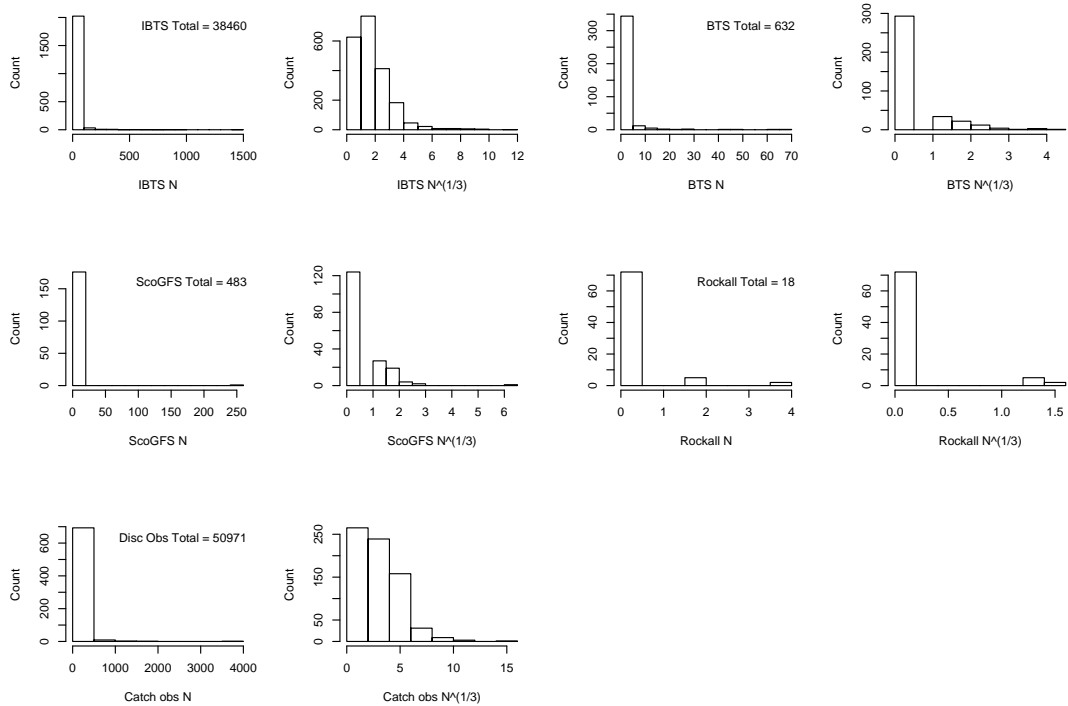 IBTS Total = 38460
Count
0 500 1500
0 500 1000 1500
IBTS N
Count
0 200 600
0 2 4 6 8 10 12
IBTS N^(1/3)
BTS Total = 632
Count
0 50 150 250 350
0 10 20 30 40 50 60 70
BTS N
Count
0 100 200 300
0 1 2 3 4
BTS N^(1/3)
ScoGFS Total = 483
Count
0 50 100 150
0 50 100 150 200 250
ScoGFS N
Count
0 40 80 120
0 1 2 3 4 5 6
ScoGFS N^(1/3)
Rockall Total = 18
Count
0 20 40 60
0 1 2 3 4
Rockall N
Count
0 20 40 60
0.0 0.5 1.0 1.5
Rockall N^(1/3)
Disc Obs Total = 50971
Count
0 200 400 600
0 1000 2000 3000 4000
Catch obs N
Count
0 50 150 250
0 5 10 15
Catch obs N^(1/3)